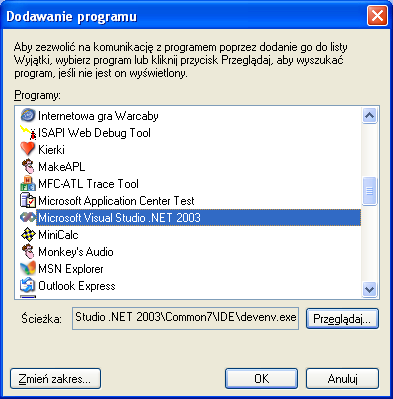 Dodawanie programu
Aby zezwolić na komunikację z programem poprzez dodanie go do listy
Wyjątki, wybierz program lub kliknij przycisk Przeglądaj, aby wyszukać
program, jeśli nie jest on wyświetlony.
Programy:
Internetowa gra Warcaby
ISAPI Web Debug Tool
Kierki
MakeAPL
MFC-ATL Trace Tool
Microsoft Application Center Test
Microsoft Visual Studio .NET 2003
MiniCalc
Monkey's Audio
MSN Explorer
Outlook Express
Ścieżka: Studio .NET 2003\Common7\IDE\devenv.exe Przeglądaj...
Zmień zakres... OK Anuluj